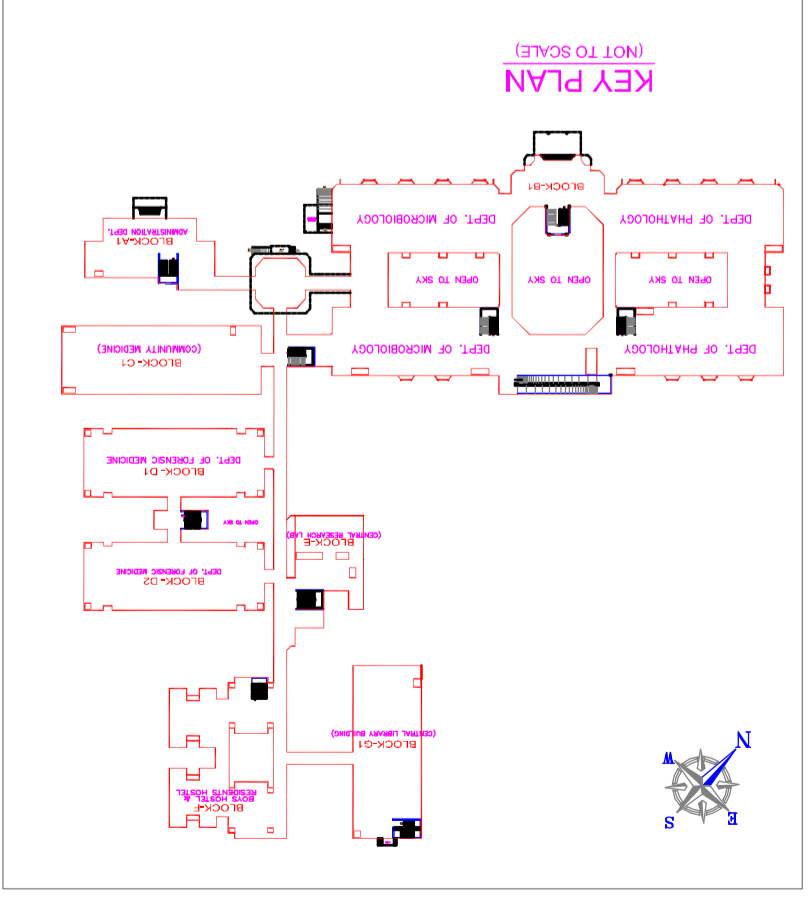 E
S
N
W
BLOCK-F
BOYS HOSTEL &
RESIDENTS HOSTEL
BLOCK-G1
(CENTRAL LIBRARY BUILDING)
BLOCK-D2
DEPT. OF FORENSIC MEDICINE
BLOCK-E
(CENTRAL RESEARCH LAB)
OPEN TO SKY
BLOCK-D1
DEPT. OF FORENSIC MEDICINE
BLOCK-C1
(COMMUNITY MEDICINE)
DEPT. OF PHATHOLOGY
DEPT. OF MICROBIOLOGY
OPEN TO SKY
OPEN TO SKY
OPEN TO SKY
BLOCK-A1
ADMINISTRATION DEPT.
DEPT. OF PHATHOLOGY
DEPT. OF MICROBIOLOGY
BLOCK-B1
KEY PLAN
(NOT TO SCALE)